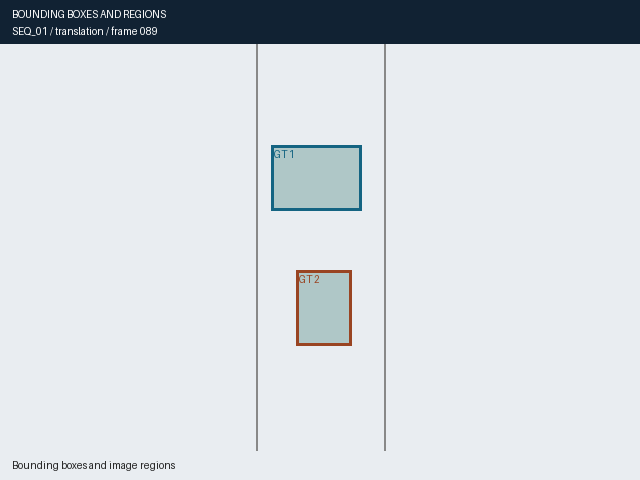 BOUNDING BOXES AND REGIONS
SEQ_01 / translation / frame 089
GT1
GT2
Bounding boxes and image regions